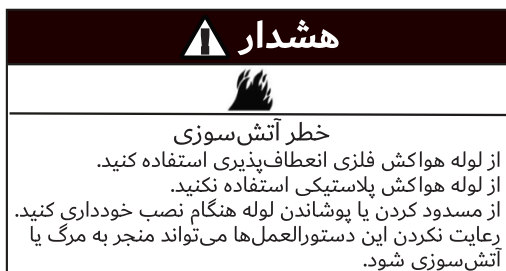 هشدار
خطر آتش‌سوزی
از لوله هواکش فلزی انعطاف‌پذیری استفاده کنید.
از لوله هواکش پلاستیکی استفاده نکنید.
از مسدود کردن یا پوشاندن لوله هنگام نصب خودداری کنید.
رعایت نکردن این دستورالعمل‌ها می‌تواند منجر به مرگ یا
آتش‌سوزی شود.